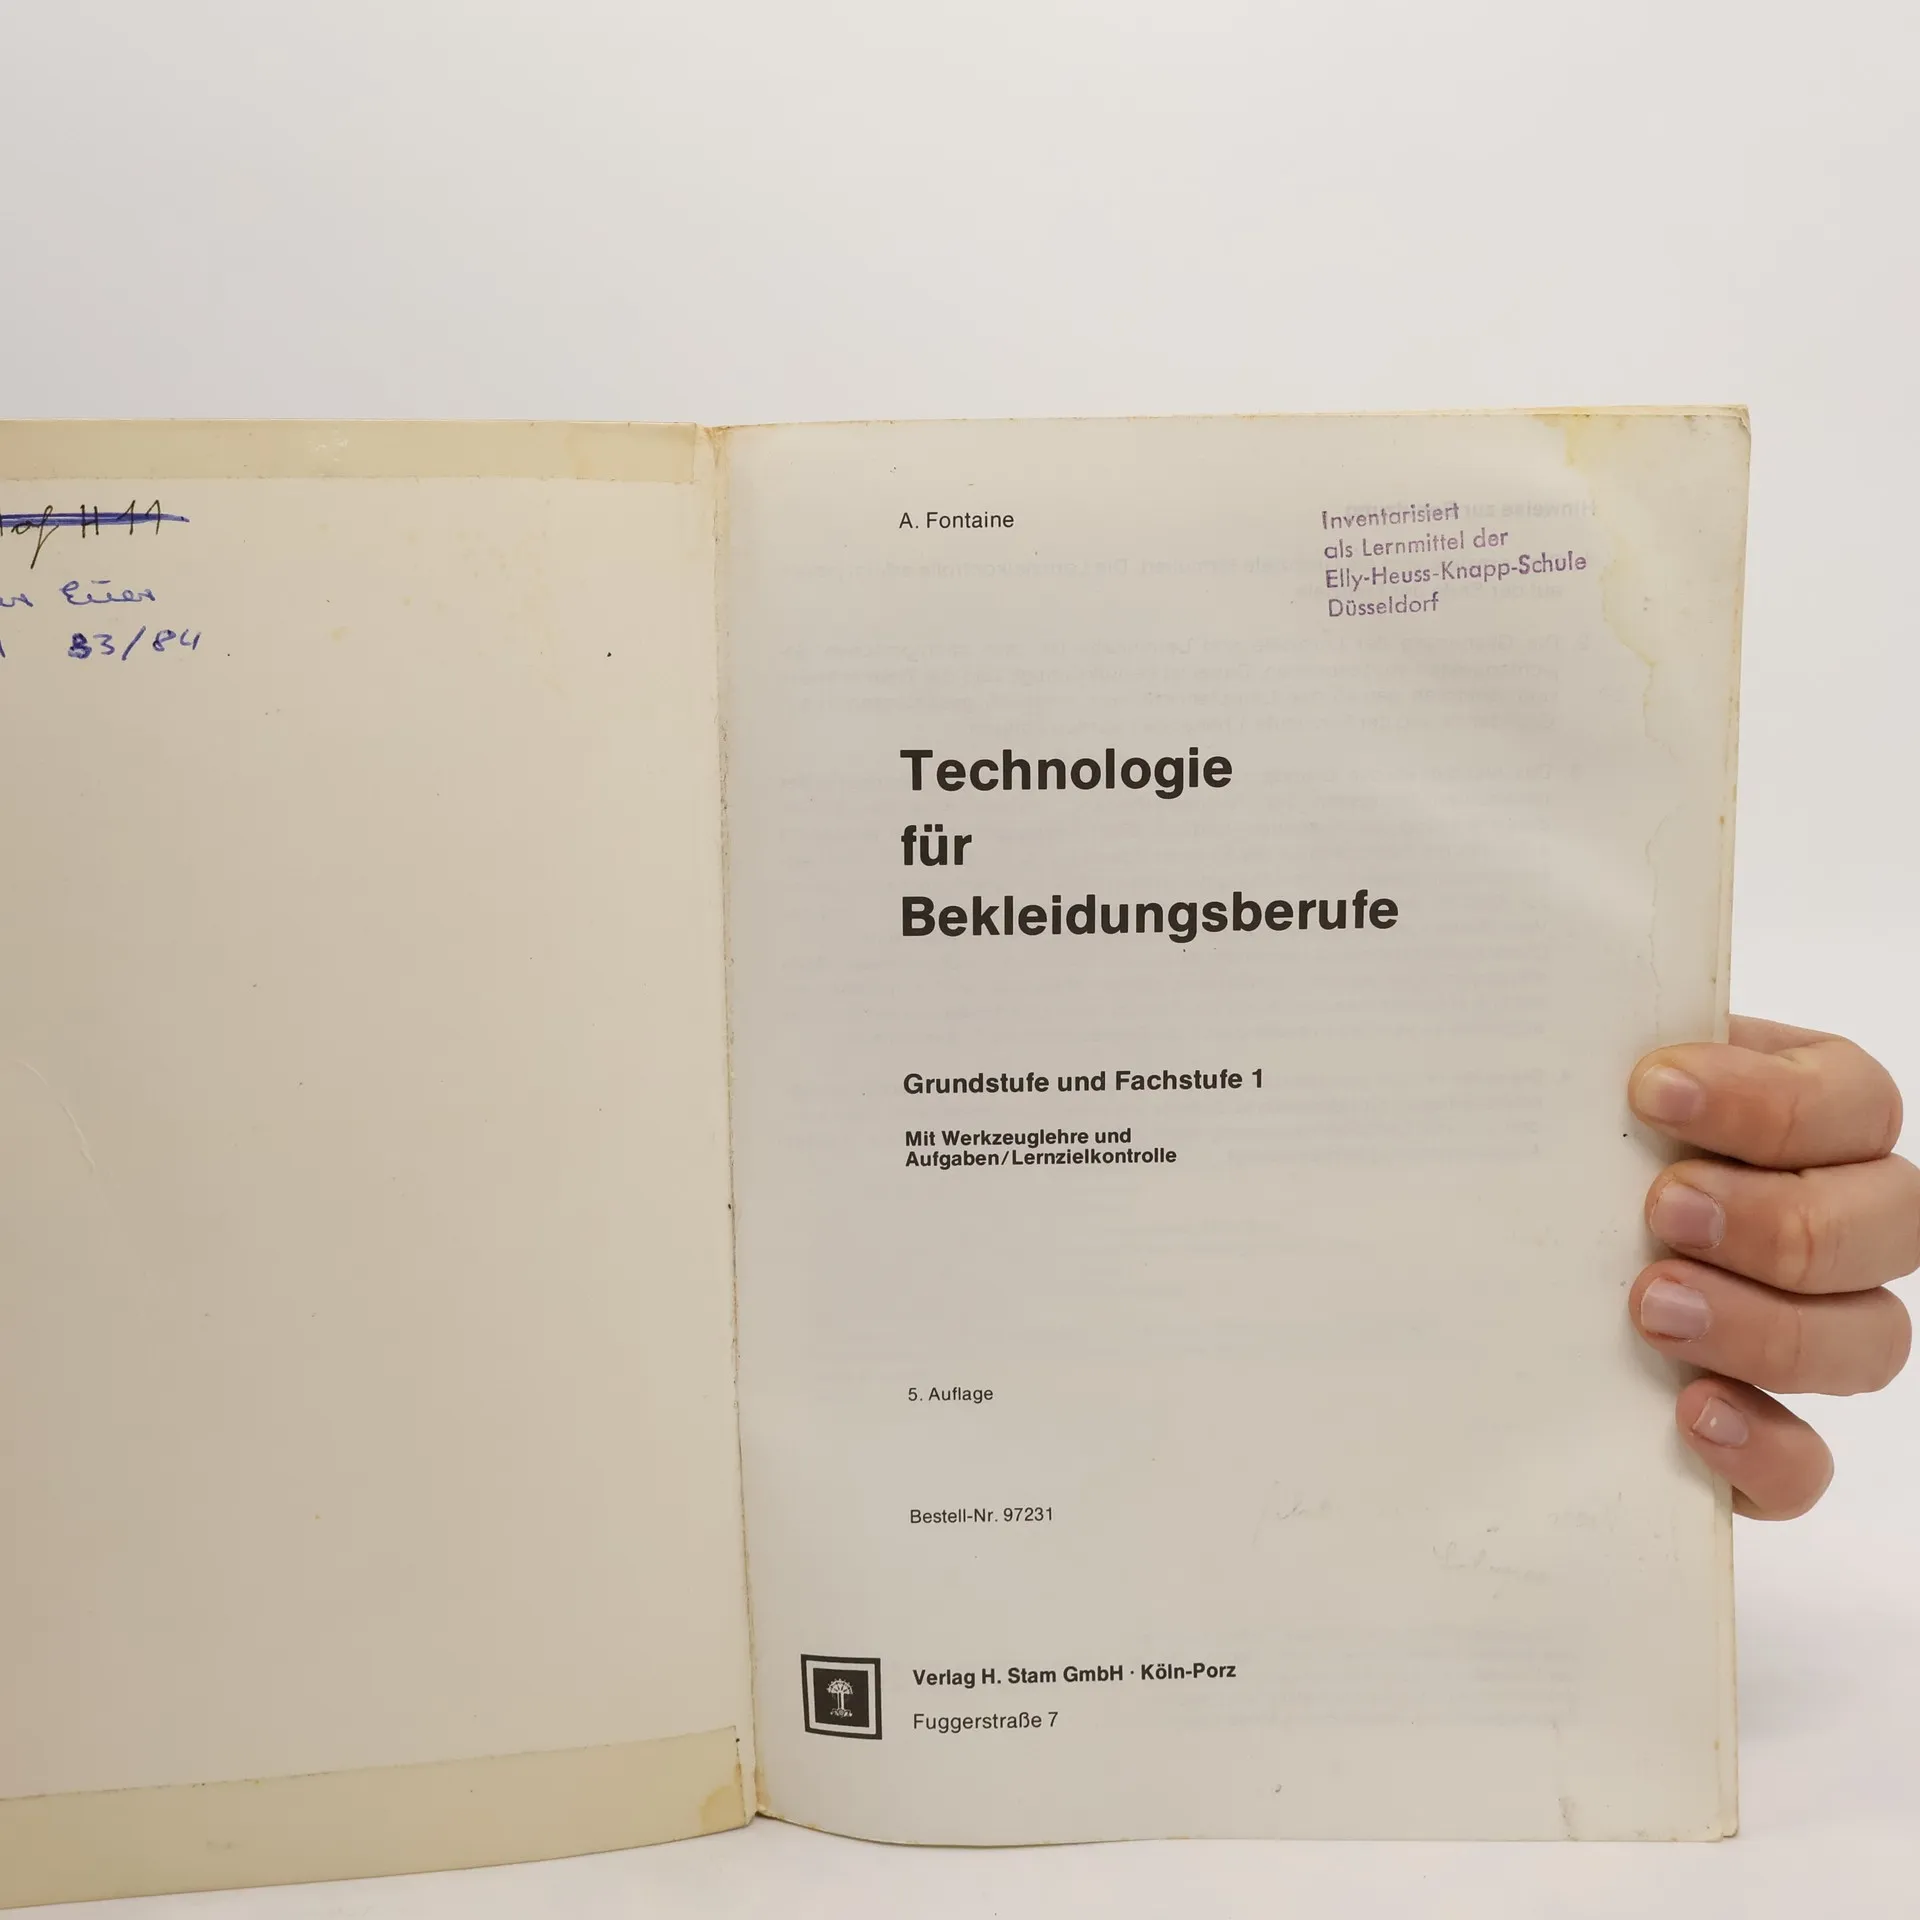 H 11
83/84
A. Fontaine
Inventarisiert
als Lernmittel der
Elly-Heuss-Knapp-Schule
Düsseldorf
Technologie
für
Bekleidungsberufe
Grundstufe und Fachstufe 1
Mit Werkzeuglehre und
Aufgaben/Lernzielkontrolle
5. Auflage
Bestell-Nr. 97231
Verlag H. Stam GmbH · Köln-Porz
Fuggerstraße 7